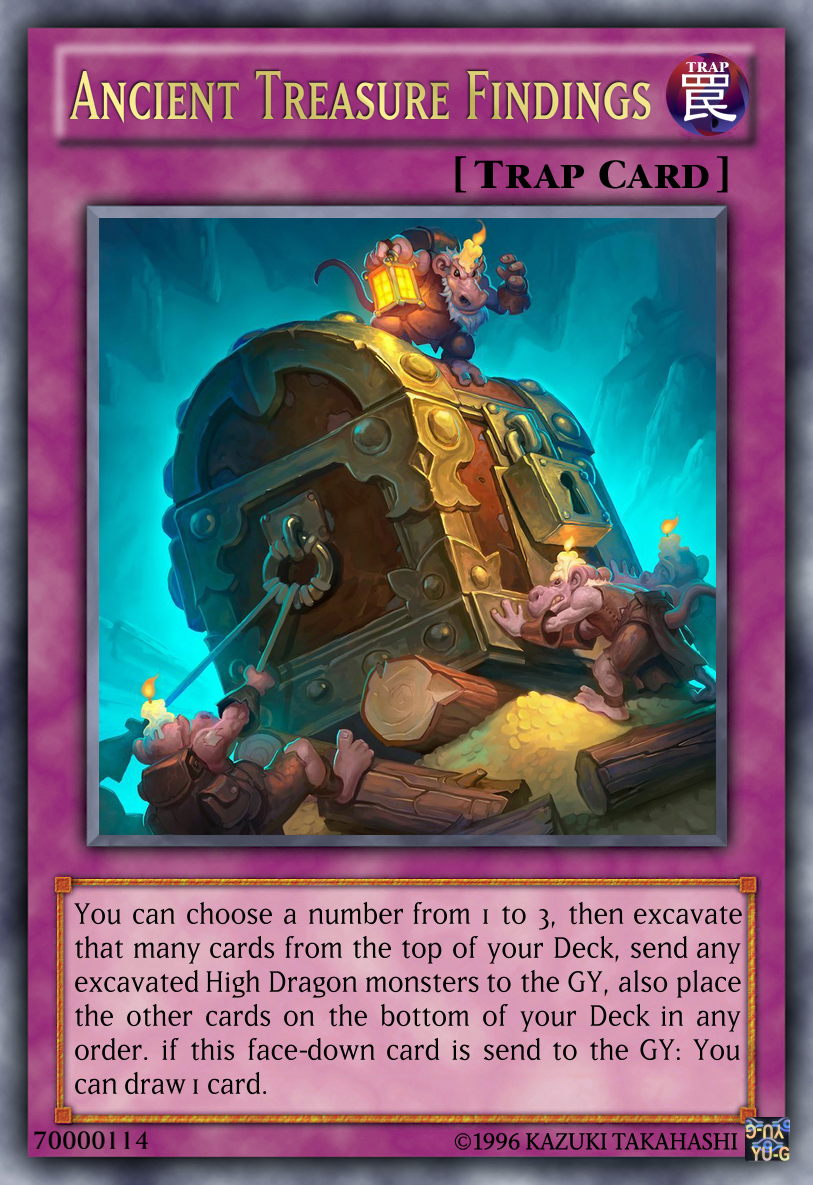 Ancient Treasure Findings
TRAP
罠
[Trap Card]
You can choose a number from 1 to 3, then excavate
that many cards from the top of your Deck, send any
excavated High Dragon monsters to the GY, also place
the other cards on the bottom of your Deck in any
order. if this face-down card is send to the GY: You
can draw 1 card.
70000114
©1996 KAZUKI TAKAHASHI
YU-G
YU-G